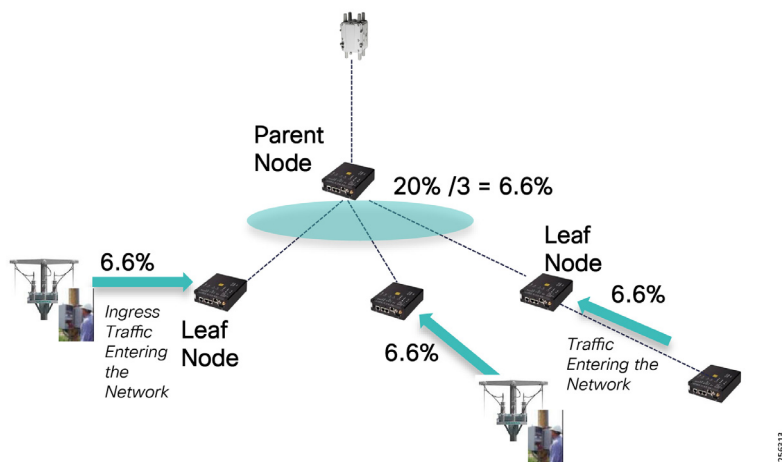 Parent
Node
20% /3 = 6.6%
Leaf
Node
6.6%
6.6%
Ingress
Traffic
Entering
the
Network
Leaf
Node
Traffic
Entering the
Network
6.6%